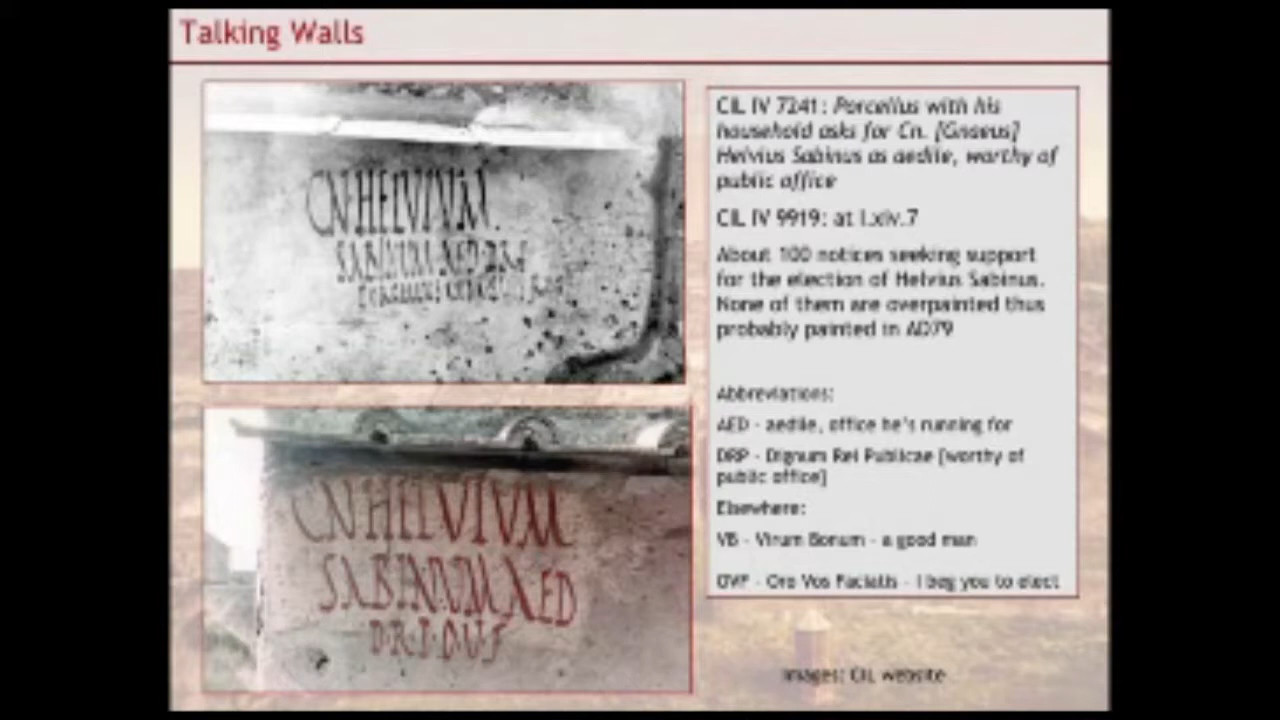 Talking Walls
CN·HELVIVM
SABINVM·AED·D·R·P
CN HELVIVM
SABINVM AED
D·R·P·O·V·F
CIL IV 7241: Porcellus with his
household asks for Cn. [Gnaeus]
Helvius Sabinus as aedile, worthy of
public office
CIL IV 9919: at I.xiv.7
About 100 notices seeking support
for the election of Helvius Sabinus.
None of them are overpainted thus
probably painted in AD79
Abbreviations:
AED - aedile, office he's running for
DRP - Dignum Rei Publicae [worthy of
public office]
Elsewhere:
VB - Virum Bonum - a good man
OVF - Oro Vos Faciatis - I beg you to elect
Images: CIL website